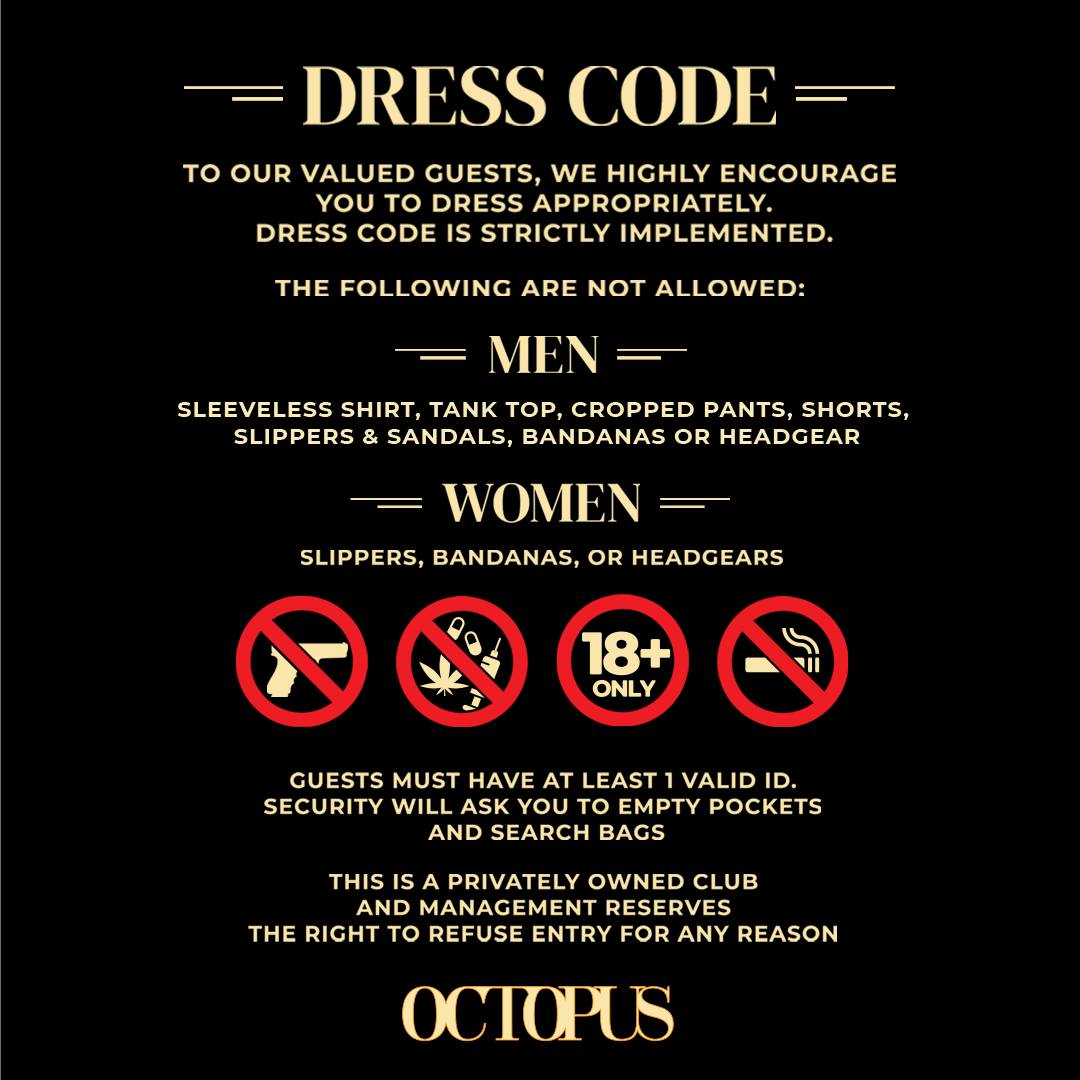 DRESS CODE
TO OUR VALUED GUESTS, WE HIGHLY ENCOURAGE
YOU TO DRESS APPROPRIATELY.
DRESS CODE IS STRICTLY IMPLEMENTED.
THE FOLLOWING ARE NOT ALLOWED:
MEN
SLEEVELESS SHIRT, TANK TOP, CROPPED PANTS, SHORTS,
SLIPPERS & SANDALS, BANDANAS OR HEADGEAR
WOMEN
SLIPPERS, BANDANAS, OR HEADGEARS
18+
ONLY
GUESTS MUST HAVE AT LEAST 1 VALID ID.
SECURITY WILL ASK YOU TO EMPTY POCKETS
AND SEARCH BAGS
THIS IS A PRIVATELY OWNED CLUB
AND MANAGEMENT RESERVES
THE RIGHT TO REFUSE ENTRY FOR ANY REASON
OCTOPUS